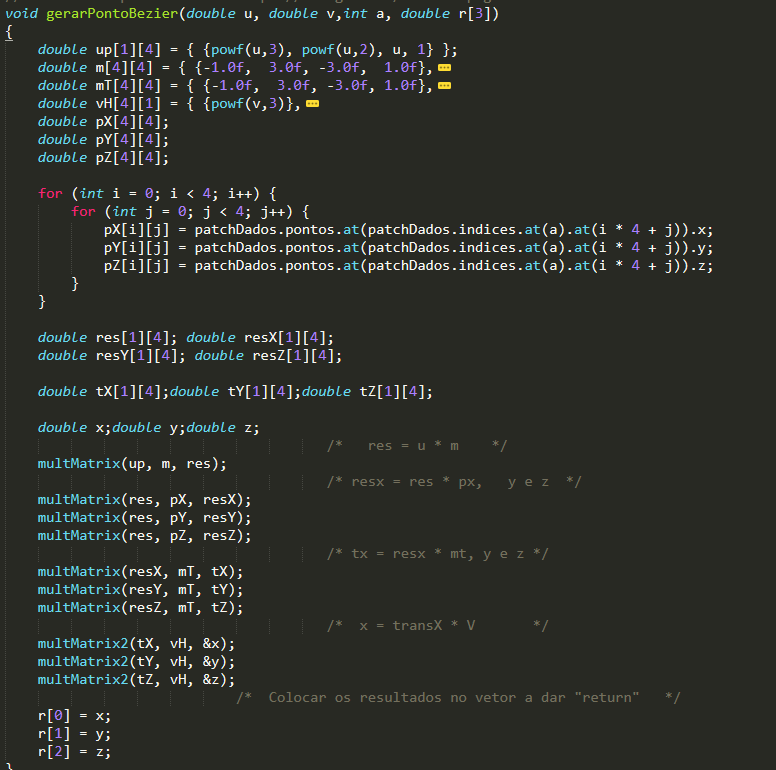 void gerarPontoBezier(double u, double v,int a, double r[3])
{
double up[1][4] = { {powf(u,3), powf(u,2), u, 1} };
double m[4][4] = { {-1.0f, 3.0f, -3.0f, 1.0f},
double mT[4][4] = { {-1.0f, 3.0f, -3.0f, 1.0f},
double vH[4][1] = { {powf(v,3)},
double pX[4][4];
double pY[4][4];
double pZ[4][4];
for (int i = 0; i < 4; i++) {
for (int j = 0; j < 4; j++) {
pX[i][j] = patchDados.pontos.at(patchDados.indices.at(a).at(i * 4 + j)).x;
pY[i][j] = patchDados.pontos.at(patchDados.indices.at(a).at(i * 4 + j)).y;
pZ[i][j] = patchDados.pontos.at(patchDados.indices.at(a).at(i * 4 + j)).z;
}
}
double res[1][4]; double resX[1][4];
double resY[1][4]; double resZ[1][4];
double tX[1][4];double tY[1][4];double tZ[1][4];
double x;double y;double z;
/* res = u * m */
multMatrix(up, m, res);
/* resx = res * px, y e z */
multMatrix(res, pX, resX);
multMatrix(res, pY, resY);
multMatrix(res, pZ, resZ);
/* tx = resx * mt, y e z */
multMatrix(resX, mT, tX);
multMatrix(resY, mT, tY);
multMatrix(resZ, mT, tZ);
/* x = transX * V */
multMatrix2(tX, vH, &x);
multMatrix2(tY, vH, &y);
multMatrix2(tZ, vH, &z);
/* Colocar os resultados no vetor a dar "return" */
r[0] = x;
r[1] = y;
r[2] = z;
}